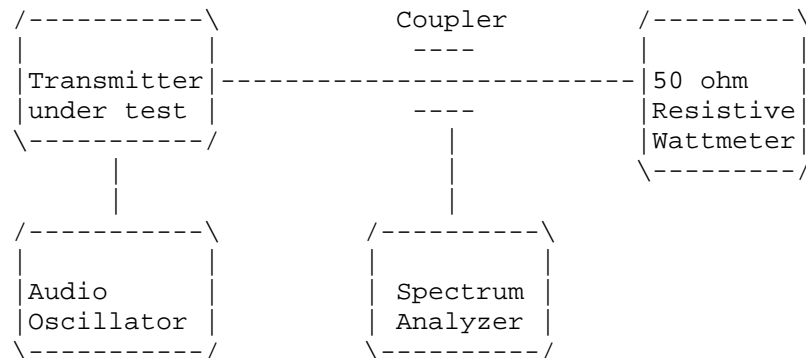 Coupler
Transmitter
under test
50 ohm
Resistive
Wattmeter
Audio
Oscillator
Spectrum
Analyzer